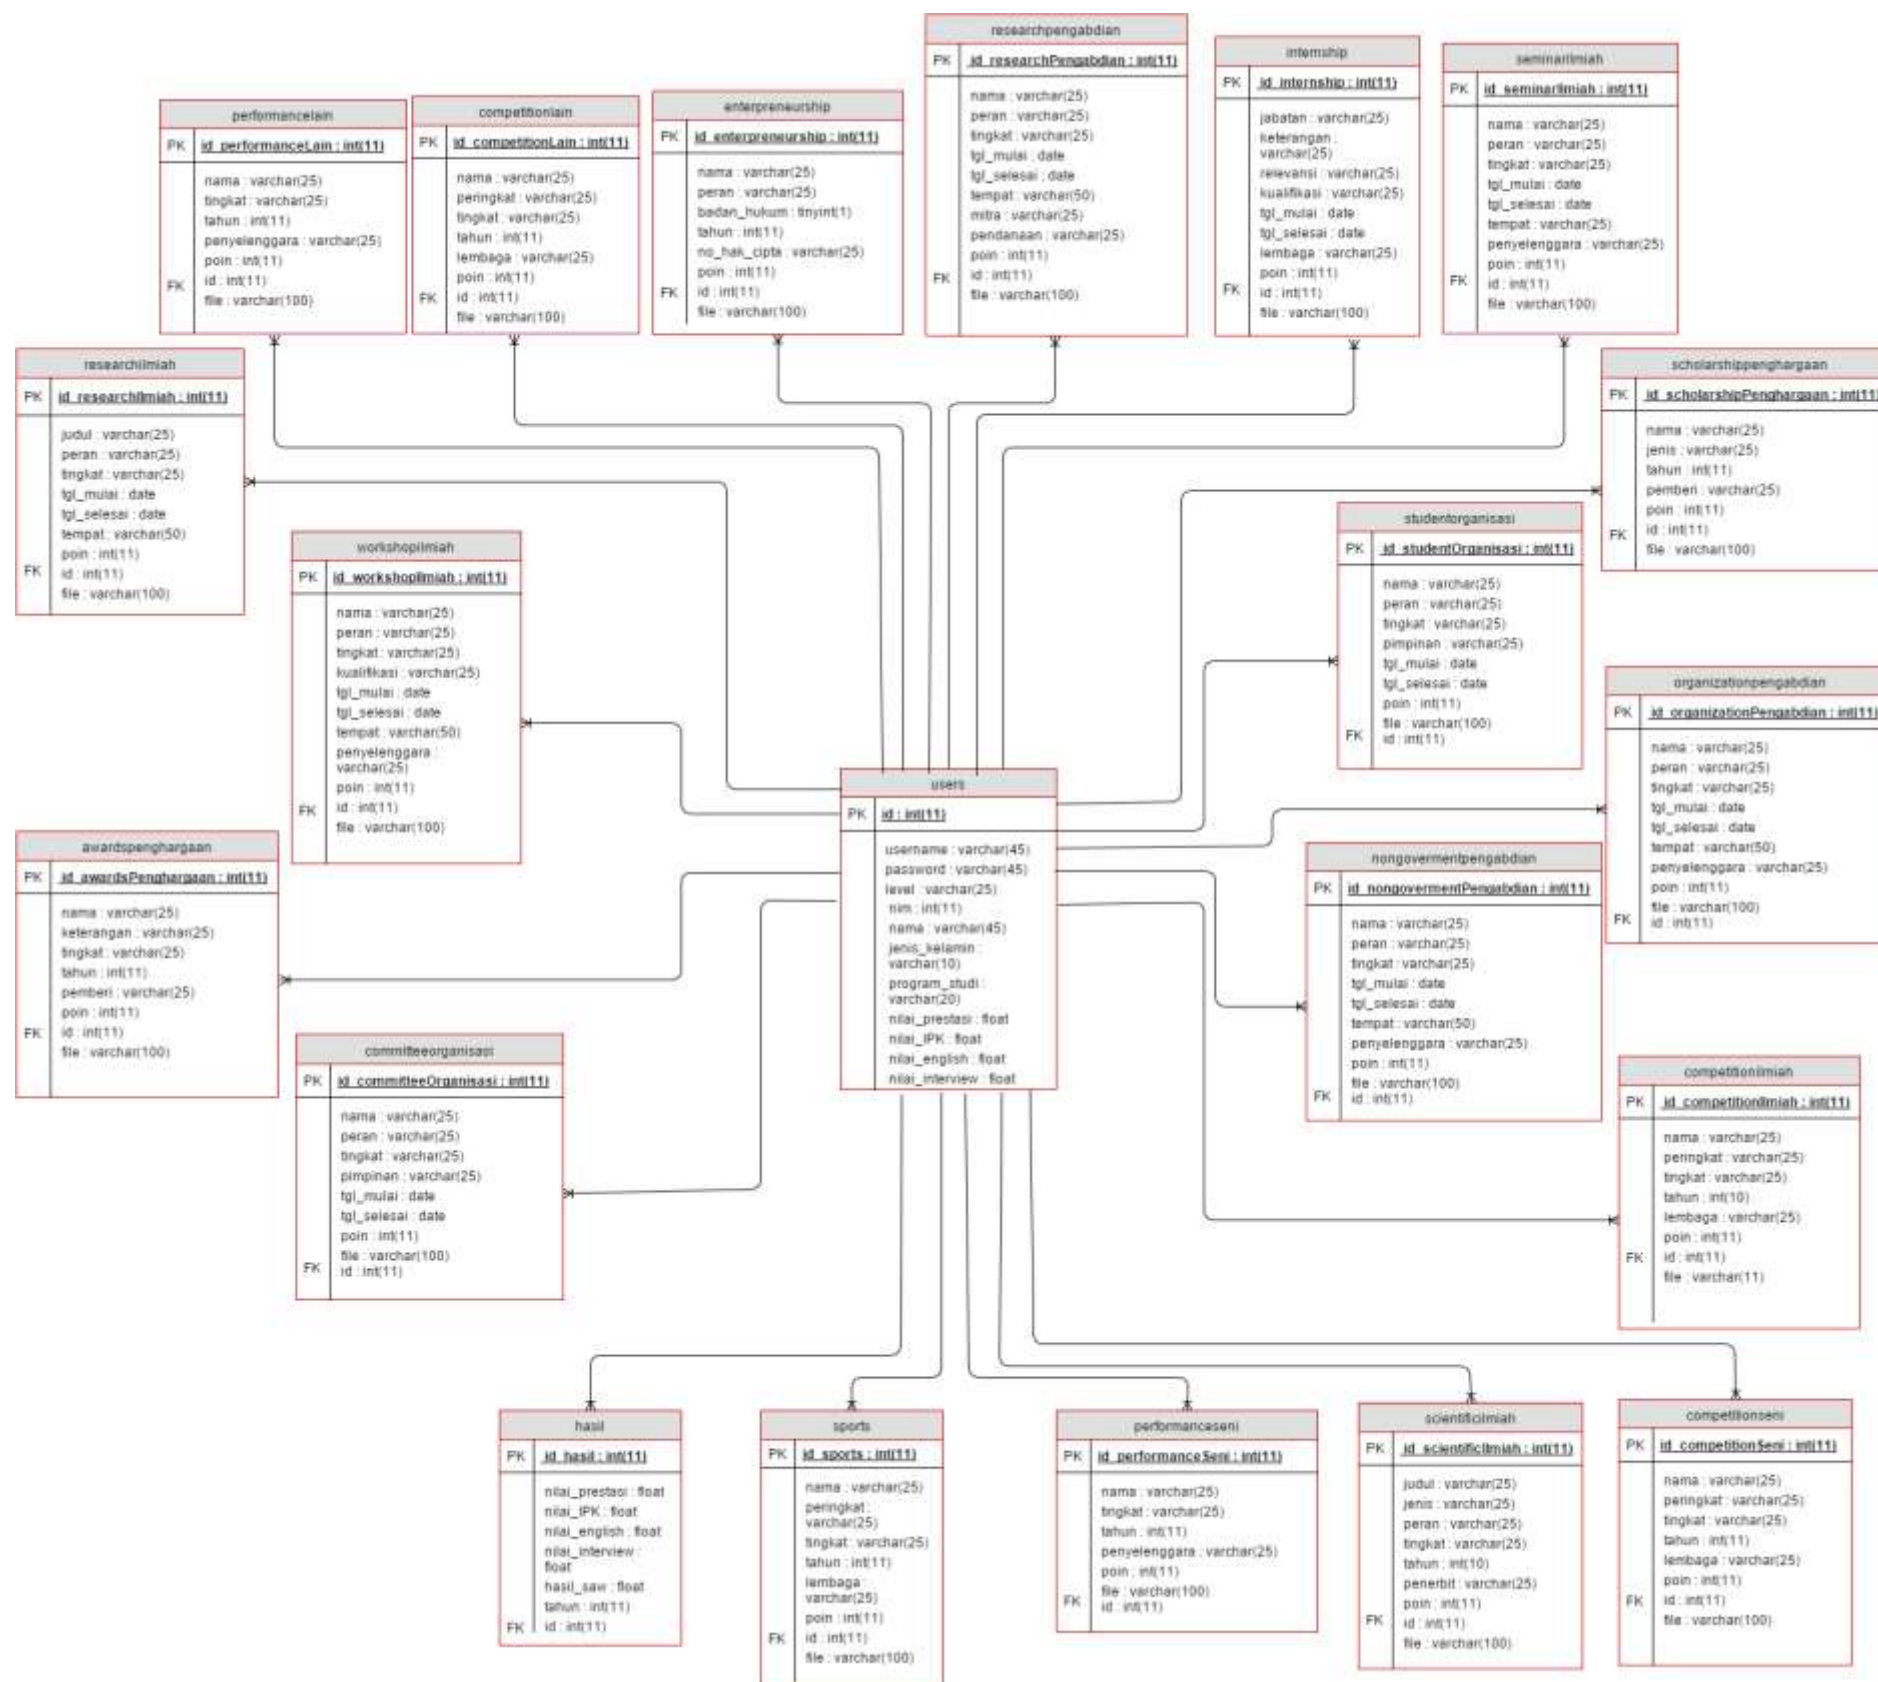 researchpengabdian
PK id_researchPengabdian : int(11)
nama : varchar(25)
peran : varchar(25)
tingkat : varchar(25)
tgl_mulai : date
tgl_selesai : date
tempat : varchar(50)
mitra : varchar(25)
pendanaan : varchar(25)
poin : int(11)
FK id : int(11)
file : varchar(100)
internship
PK id_internship : int(11)
jabatan : varchar(25)
keterangan :
varchar(25)
relevansi : varchar(25)
kualifikasi : varchar(25)
tgl_mulai : date
tgl_selesai : date
lembaga : varchar(25)
poin : int(11)
FK id : int(11)
file : varchar(100)
seminarilmiah
PK id_seminarIlmiah : int(11)
nama : varchar(25)
peran : varchar(25)
tingkat : varchar(25)
tgl_mulai : date
tgl_selesai : date
tempat : varchar(25)
penyelenggara : varchar(25)
poin : int(11)
FK id : int(11)
file : varchar(100)
performancelain
PK id_performanceLain : int(11)
nama : varchar(25)
tingkat : varchar(25)
tahun : int(11)
penyelenggara : varchar(25)
poin : int(11)
FK id : int(11)
file : varchar(100)
competitionlain
PK id_competitionLain : int(11)
nama : varchar(25)
peringkat : varchar(25)
tingkat : varchar(25)
tahun : int(11)
lembaga : varchar(25)
poin : int(11)
FK id : int(11)
file : varchar(100)
enterpreneurship
PK id_enterpreneurship : int(11)
nama : varchar(25)
peran : varchar(25)
badan_hukum : tinyint(1)
tahun : int(11)
no_hak_cipta : varchar(25)
poin : int(11)
FK id : int(11)
file : varchar(100)
researchilmiah
PK id_researchIlmiah : int(11)
judul : varchar(25)
peran : varchar(25)
tingkat : varchar(25)
tgl_mulai : date
tgl_selesai : date
tempat : varchar(50)
poin : int(11)
FK id : int(11)
file : varchar(100)
scholarshippenghargaan
PK id_scholarshipPenghargaan : int(11)
nama : varchar(25)
jenis : varchar(25)
tahun : int(11)
pemberi : varchar(25)
poin : int(11)
FK id : int(11)
file : varchar(100)
workshopilmiah
PK id_workshopIlmiah : int(11)
nama : varchar(25)
peran : varchar(25)
tingkat : varchar(25)
kualifikasi : varchar(25)
tgl_mulai : date
tgl_selesai : date
tempat : varchar(50)
penyelenggara :
varchar(25)
poin : int(11)
FK id : int(11)
file : varchar(100)
studentorganisasi
PK id_studentOrganisasi : int(11)
nama : varchar(25)
peran : varchar(25)
tingkat : varchar(25)
pimpinan : varchar(25)
tgl_mulai : date
tgl_selesai : date
poin : int(11)
file : varchar(100)
FK id : int(11)
organizationpengabdian
PK id_organizationPengabdian : int(11)
nama : varchar(25)
peran : varchar(25)
tingkat : varchar(25)
tgl_mulai : date
tgl_selesai : date
tempat : varchar(50)
penyelenggara : varchar(25)
poin : int(11)
file : varchar(100)
FK id : int(11)
users
PK id : int(11)
username : varchar(45)
password : varchar(45)
level : varchar(25)
nim : int(11)
nama : varchar(45)
jenis_kelamin :
varchar(10)
program_studi :
varchar(20)
nilai_prestasi : float
nilai_IPK : float
nilai_english : float
nilai_interview : float
awardspenghargaan
PK id_awardsPenghargaan : int(11)
nama : varchar(25)
keterangan : varchar(25)
tingkat : varchar(25)
tahun : int(11)
pemberi : varchar(25)
poin : int(11)
FK id : int(11)
file : varchar(100)
nongovermentpengabdian
PK id_nongovermentPengabdian : int(11)
nama : varchar(25)
peran : varchar(25)
tingkat : varchar(25)
tgl_mulai : date
tgl_selesai : date
tempat : varchar(50)
penyelenggara : varchar(25)
poin : int(11)
file : varchar(100)
FK id : int(11)
committeeorganisasi
PK id_committeeOrganisasi : int(11)
nama : varchar(25)
peran : varchar(25)
tingkat : varchar(25)
pimpinan : varchar(25)
tgl_mulai : date
tgl_selesai : date
poin : int(11)
file : varchar(100)
FK id : int(11)
competitionilmiah
PK id_competitionIlmiah : int(11)
nama : varchar(25)
peringkat : varchar(25)
tingkat : varchar(25)
tahun : int(10)
lembaga : varchar(25)
poin : int(11)
FK id : int(11)
file : varchar(11)
hasil
PK id_hasil : int(11)
nilai_prestasi : float
nilai_IPK : float
nilai_english : float
nilai_interview :
float
hasil_saw : float
tahun : int(11)
FK id : int(11)
sports
PK id_sports : int(11)
nama : varchar(25)
peringkat :
varchar(25)
tingkat : varchar(25)
tahun : int(11)
lembaga :
varchar(25)
poin : int(11)
FK id : int(11)
file : varchar(100)
performanceseni
PK id_performanceSeni : int(11)
nama : varchar(25)
tingkat : varchar(25)
tahun : int(11)
penyelenggara : varchar(25)
poin : int(11)
file : varchar(100)
FK id : int(11)
scientificilmiah
PK id_scientificIlmiah : int(11)
judul : varchar(25)
jenis : varchar(25)
peran : varchar(25)
tingkat : varchar(25)
tahun : int(10)
penerbit : varchar(25)
poin : int(11)
FK id : int(11)
file : varchar(100)
competitionseni
PK id_competitionSeni : int(11)
nama : varchar(25)
peringkat : varchar(25)
tingkat : varchar(25)
tahun : int(11)
lembaga : varchar(25)
poin : int(11)
FK id : int(11)
file : varchar(100)